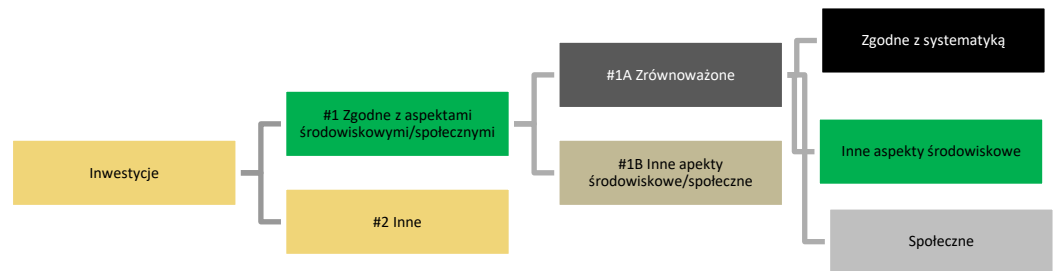 Inwestycje
#1 Zgodne z aspektami
środowiskowymi/społecznymi
#2 Inne
#1A Zrównoważone
#1B Inne apekty
środowiskowe/społeczne
Zgodne z systematyką
Inne aspekty środowiskowe
Społeczne